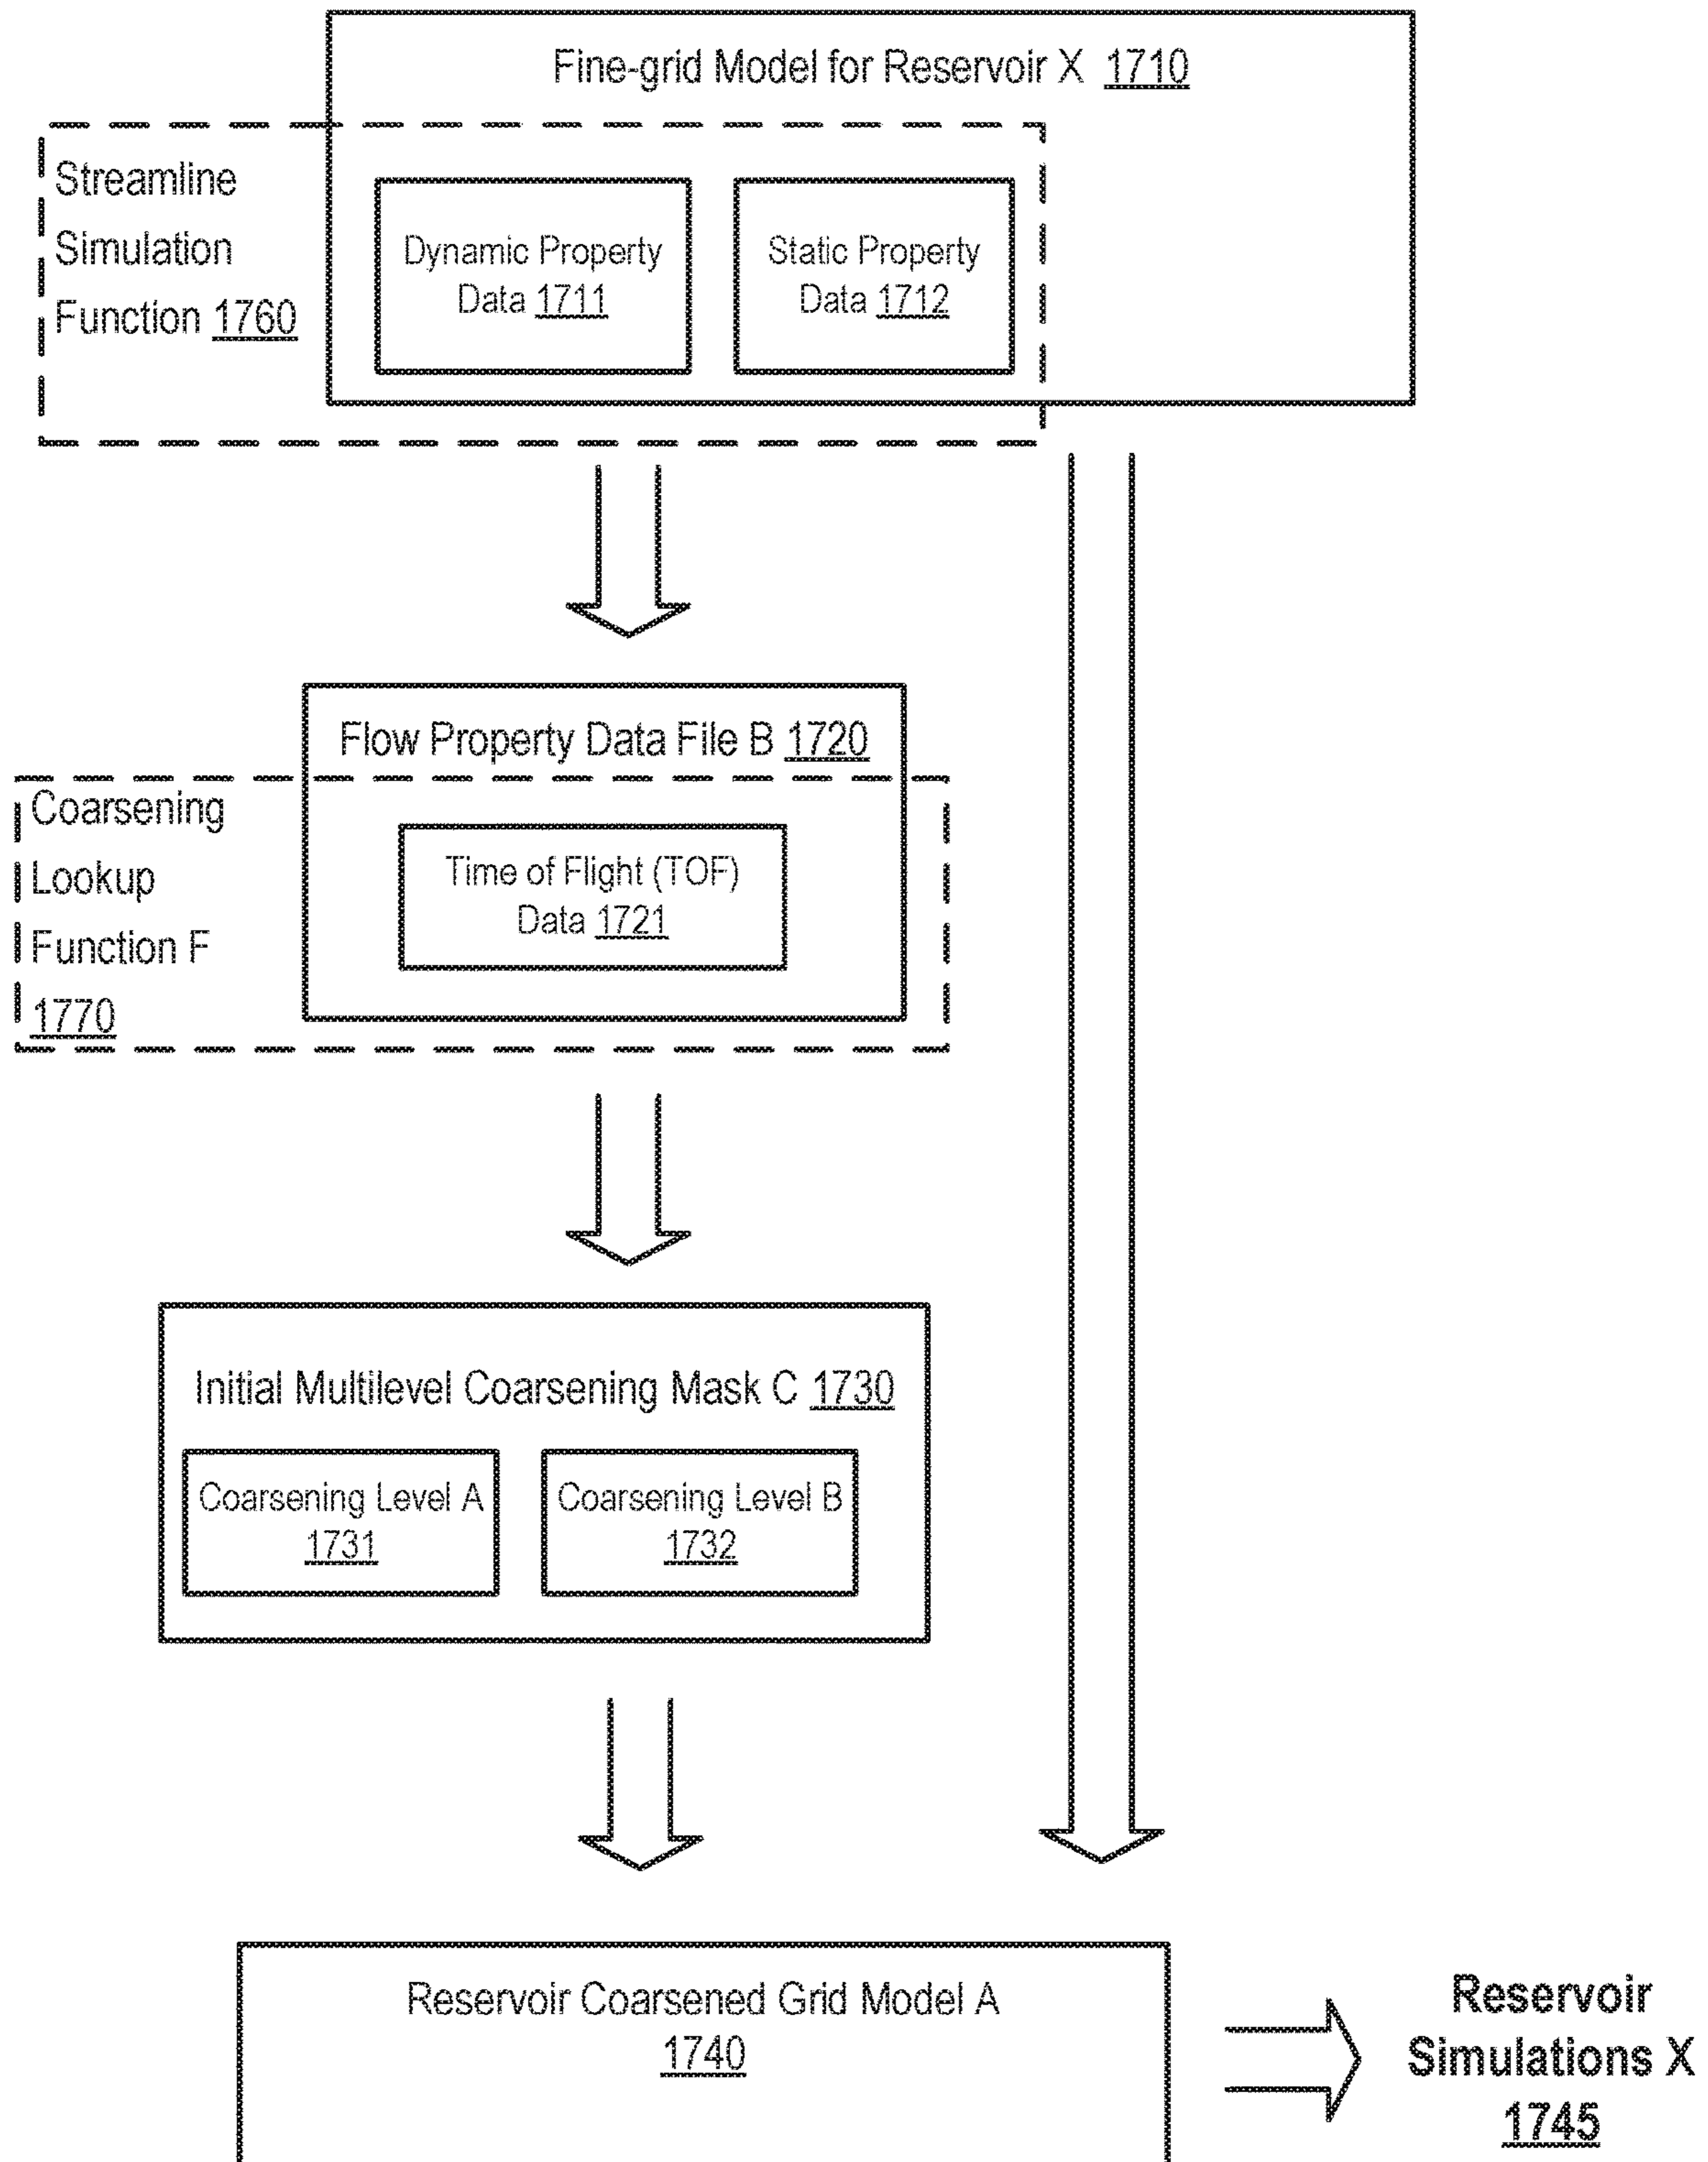 Fine-grid Model for Reservoir X 1710
Streamline
Simulation
Function 1760
Dynamic Property
Data 1711
Static Property
Data 1712
Flow Property Data File B 1720
Coarsening
Lookup
Function F
1770
Time of Flight (TOF)
Data 1721
Initial Multilevel Coarsening Mask C 1730
Coarsening Level A
1731
Coarsening Level B
1732
Reservoir Coarsened Grid Model A
1740
Reservoir
Simulations X
1745